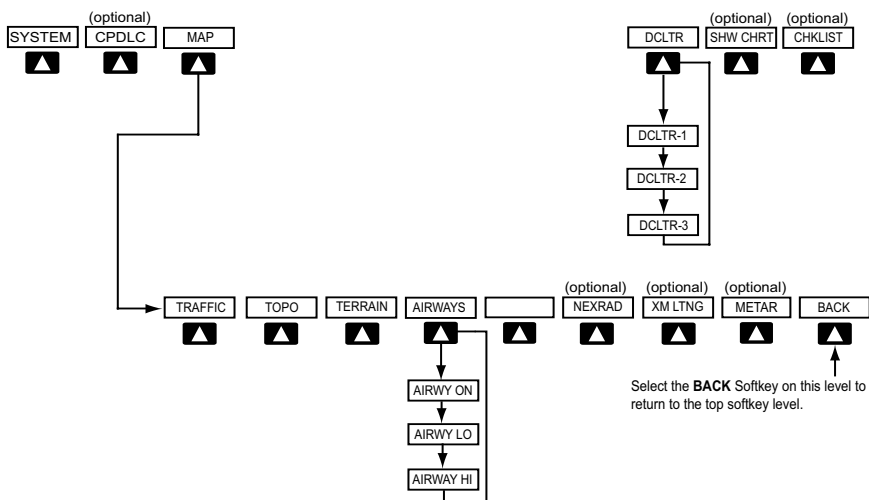 (optional)
(optional) (optional)
SYSTEM CPDLC MAP DCLTR SHW CHRT CHKLIST
DCLTR-1
DCLTR-2
DCLTR-3
(optional) (optional) (optional)
TRAFFIC TOPO TERRAIN AIRWAYS NEXRAD XM LTNG METAR BACK
Select the BACK Softkey on this level to
return to the top softkey level.
AIRWY ON
AIRWY LO
AIRWAY HI